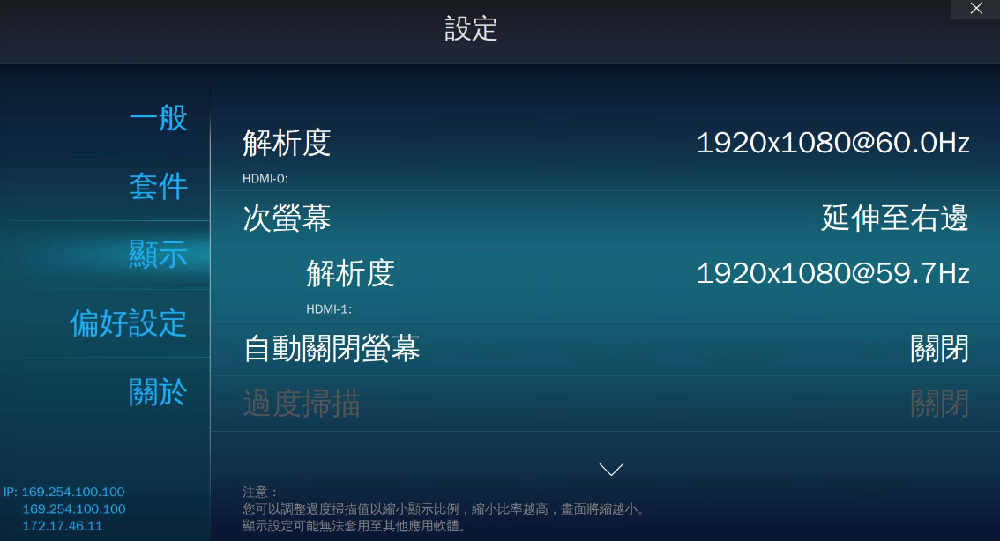 設定
一般
套件
顯示
偏好設定
關於
IP: 169.254.100.100
169.254.100.100
172.17.46.11
解析度 1920x1080@60.0Hz
HDMI-0:
次螢幕 延伸至右邊
解析度 1920x1080@59.7Hz
HDMI-1:
自動關閉螢幕 關閉
過度掃描 關閉
注意：
您可以調整過度掃描值以縮小顯示比例，縮小比率越高，畫面將縮越小。
顯示設定可能無法套用至其他應用軟體。